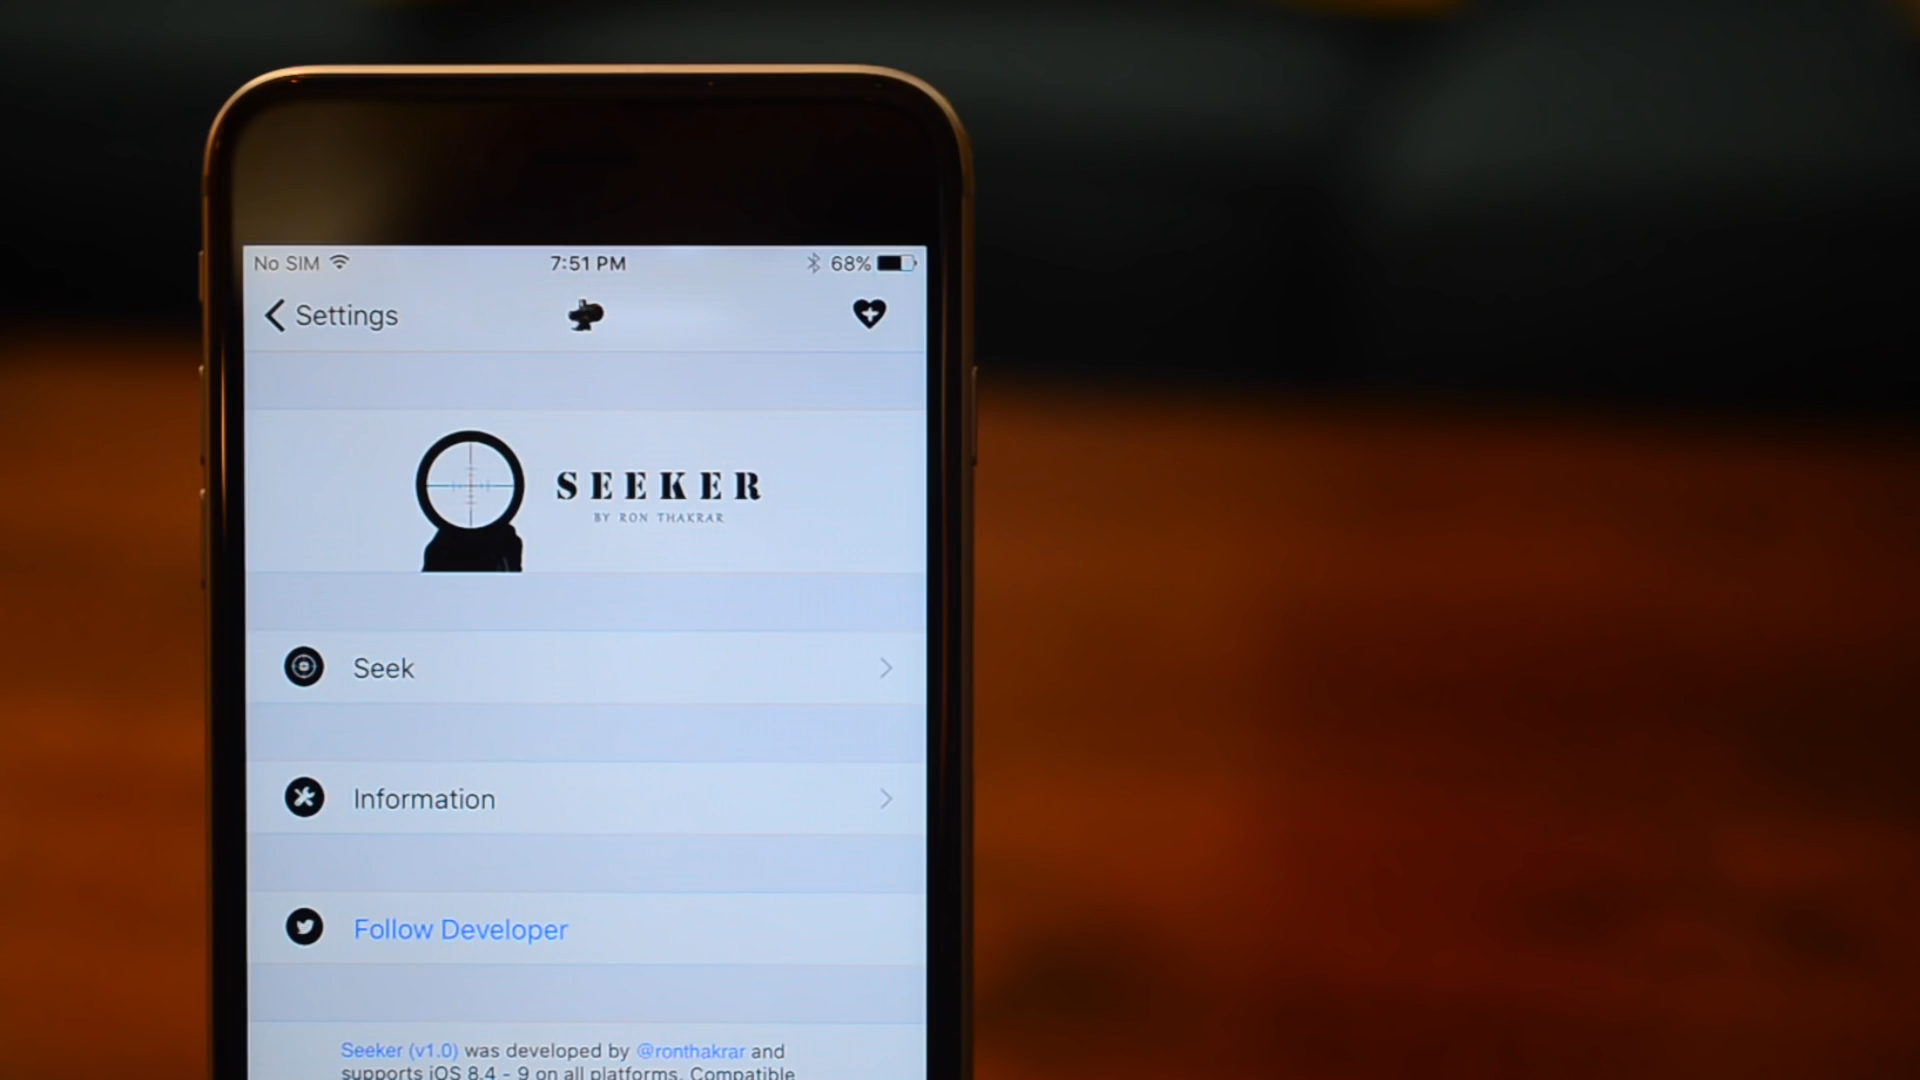 No SIM 7:51 PM 68%
Settings
SEEKER
BY RON THAKRAR
Seek
Information
Follow Developer
Seeker (v1.0) was developed by @ronthakrar and
supports iOS 8.4 - 9 on all platforms. Compatible